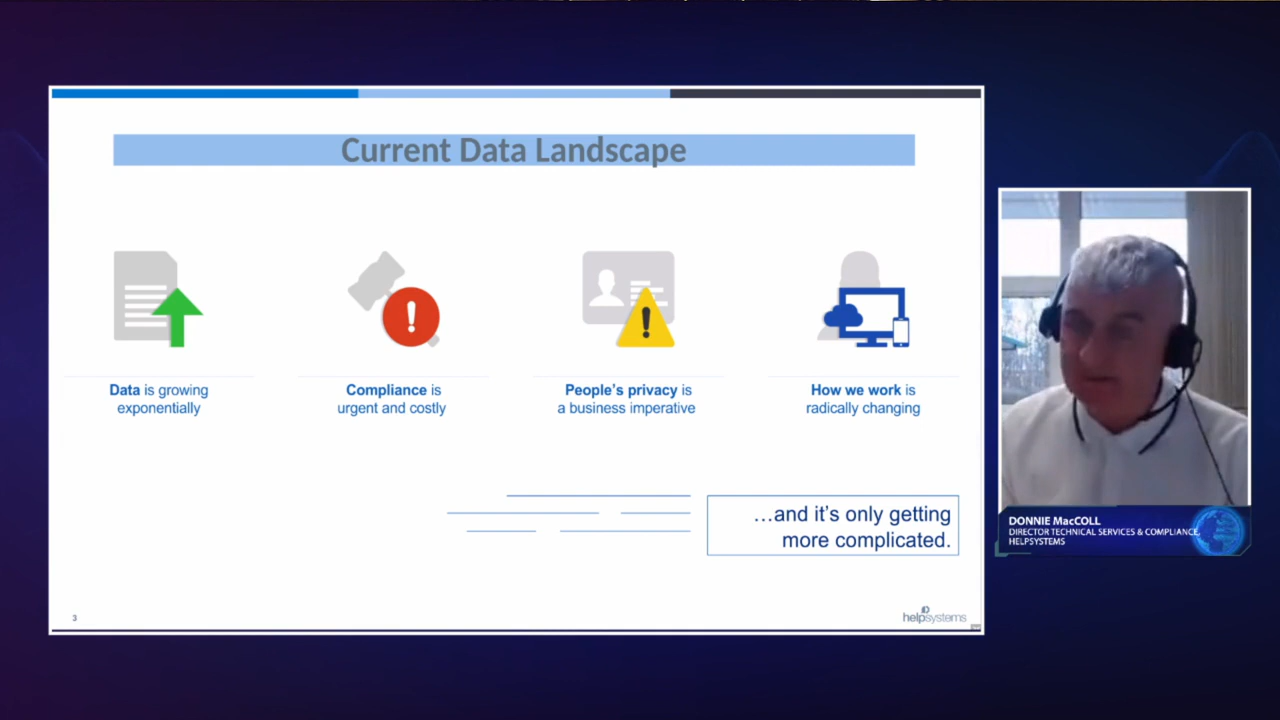 Current Data Landscape
Data is growing
exponentially
Compliance is
urgent and costly
People's privacy is
a business imperative
How we work is
radically changing
…and it's only getting
more complicated.
3
helpsystems
DONNIE MacCOLL
DIRECTOR TECHNICAL SERVICES & COMPLIANCE,
HELPSYSTEMS